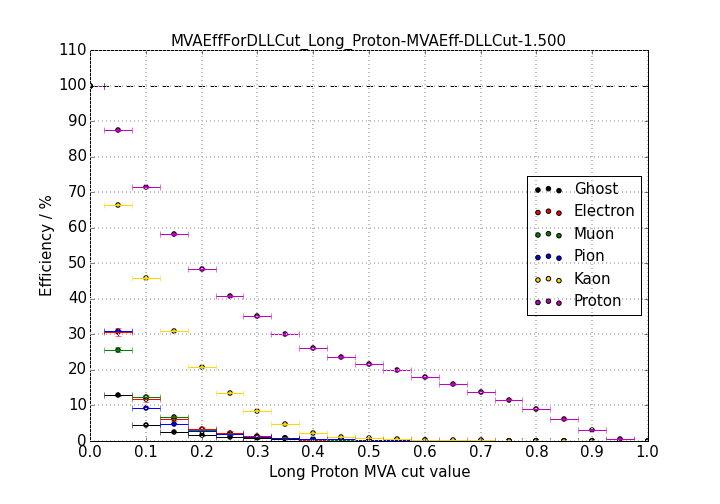 MVAEffForDLLCut_Long_Proton-MVAEff-DLLCut-1.500
110
100
90
80
70
60
50
40
30
20
10
0
Efficiency / %
Ghost
Electron
Muon
Pion
Kaon
Proton
0.0 0.1 0.2 0.3 0.4 0.5 0.6 0.7 0.8 0.9 1.0
Long Proton MVA cut value